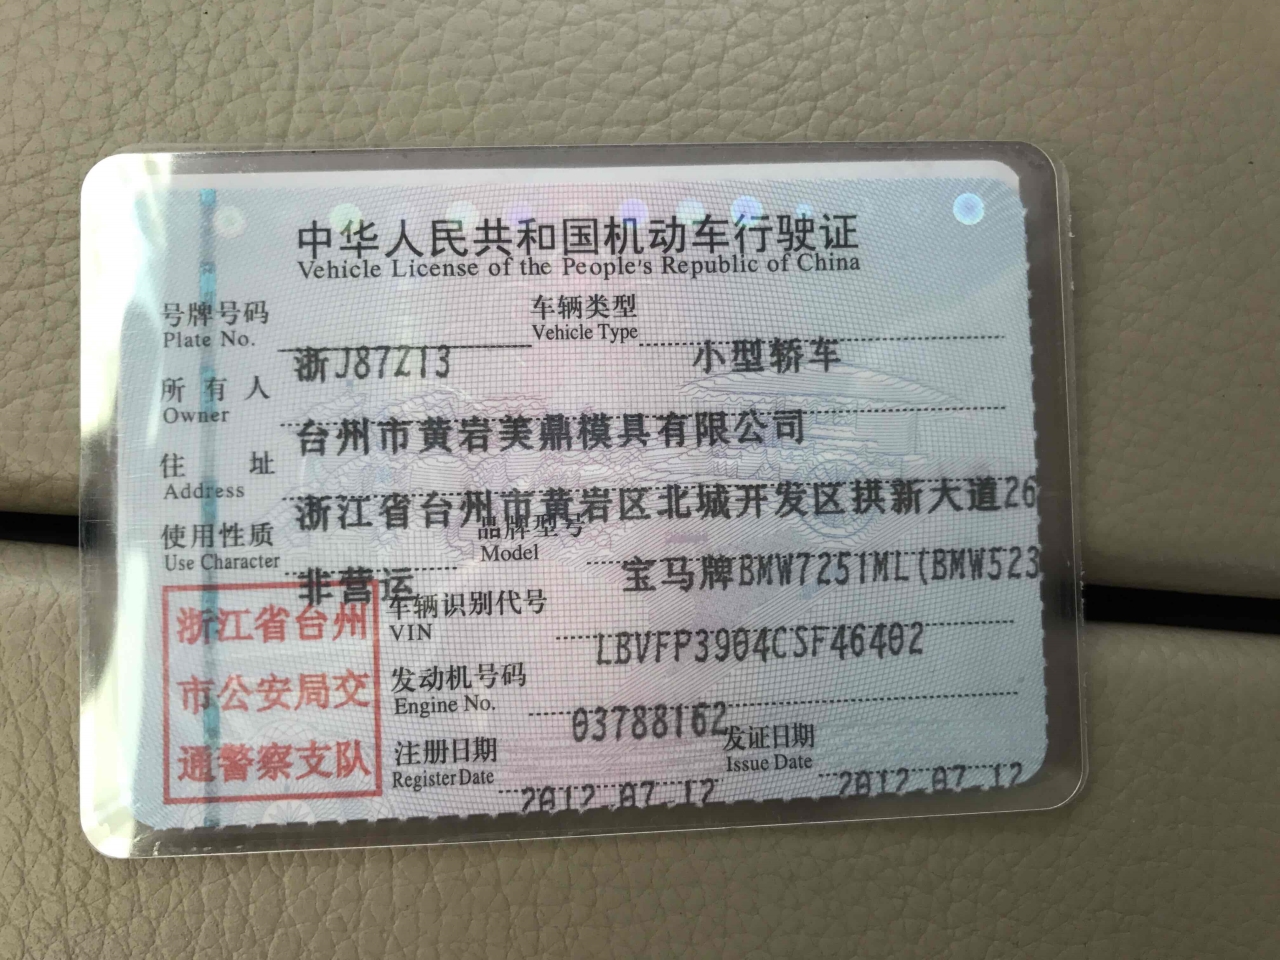 中华人民共和国机动车行驶证
Vehicle License of the People's Republic of China
号牌号码 车辆类型
Plate No. Vehicle Type
浙J87Z13 小型轿车
所有人
Owner
台州市黄岩美鼎模具有限公司
住址
Address
浙江省台州市黄岩区北城开发区拱新大道26
使用性质 品牌型号
Use Character Model
非营运 宝马牌BMW7251ML(BMW523
车辆识别代号
VIN
LBVFP3904CSF46402
浙江省台州
市公安局交
通警察支队
发动机号码
Engine No.
03788162
注册日期 发证日期
Register Date Issue Date
2012-07-12 2012-07-12